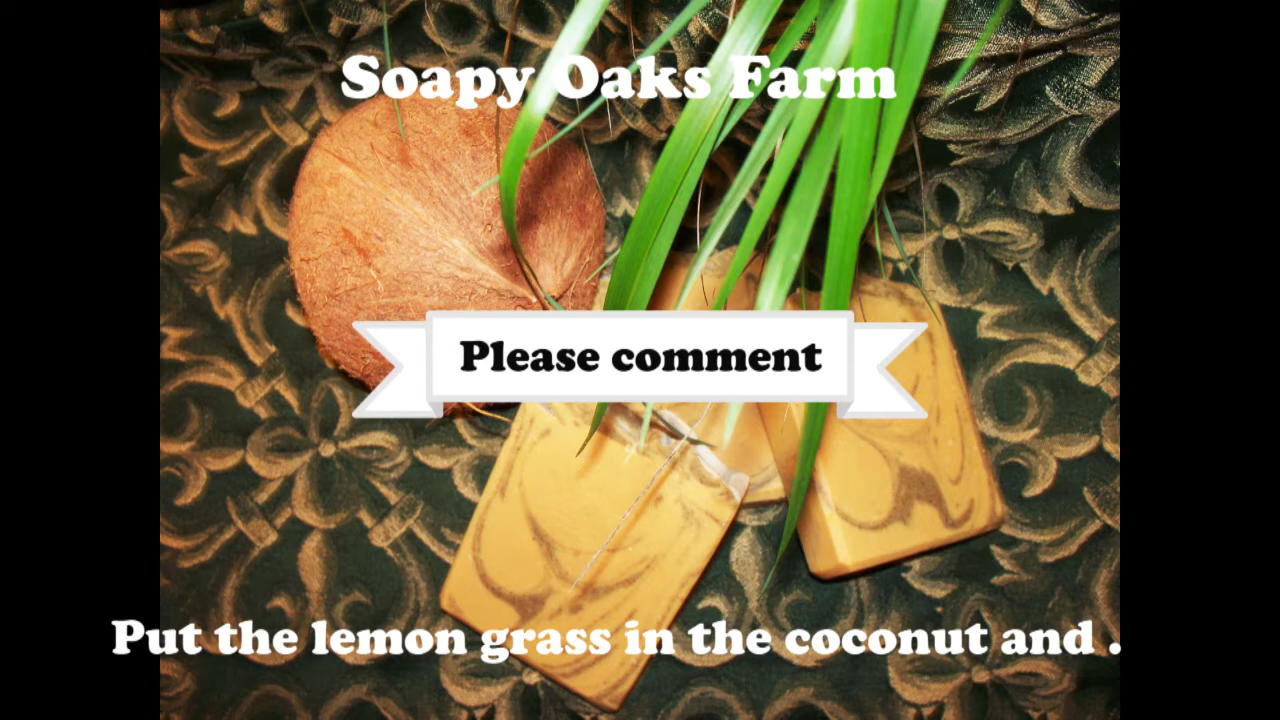 Soapy Oaks Farm
Please comment
Put the lemon grass in the coconut and .